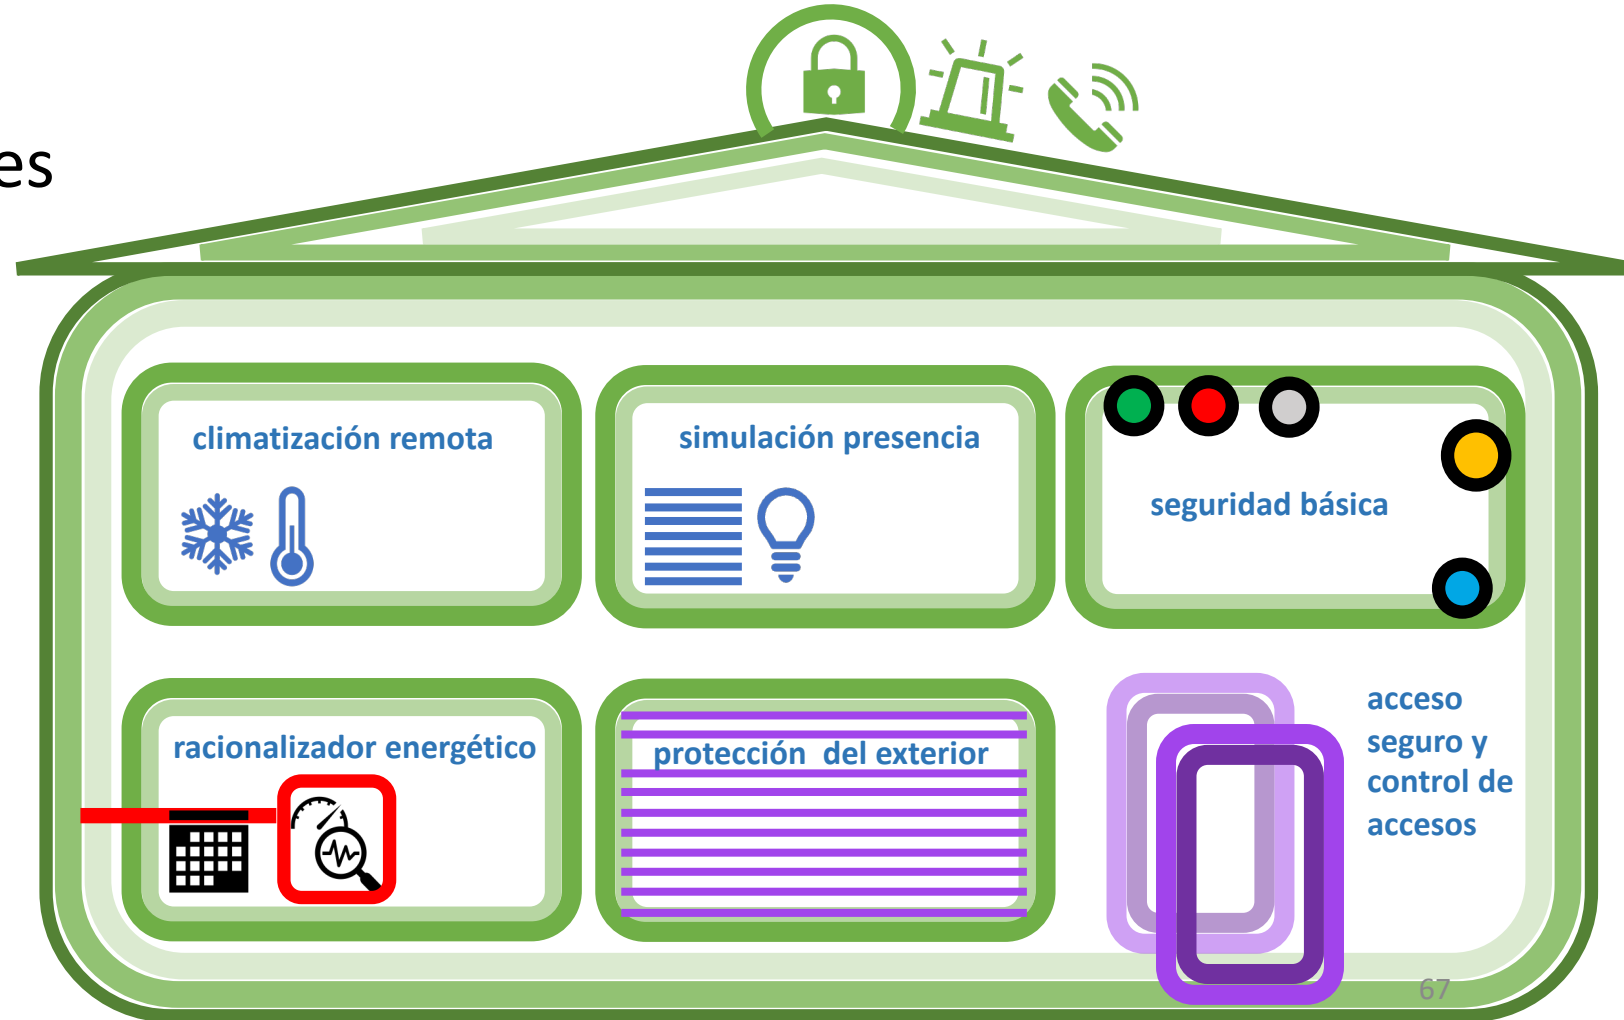 es
climatización remota
simulación presencia
seguridad básica
racionalizador energético
protección  del exterior
acceso
seguro y
control de
accesos
67